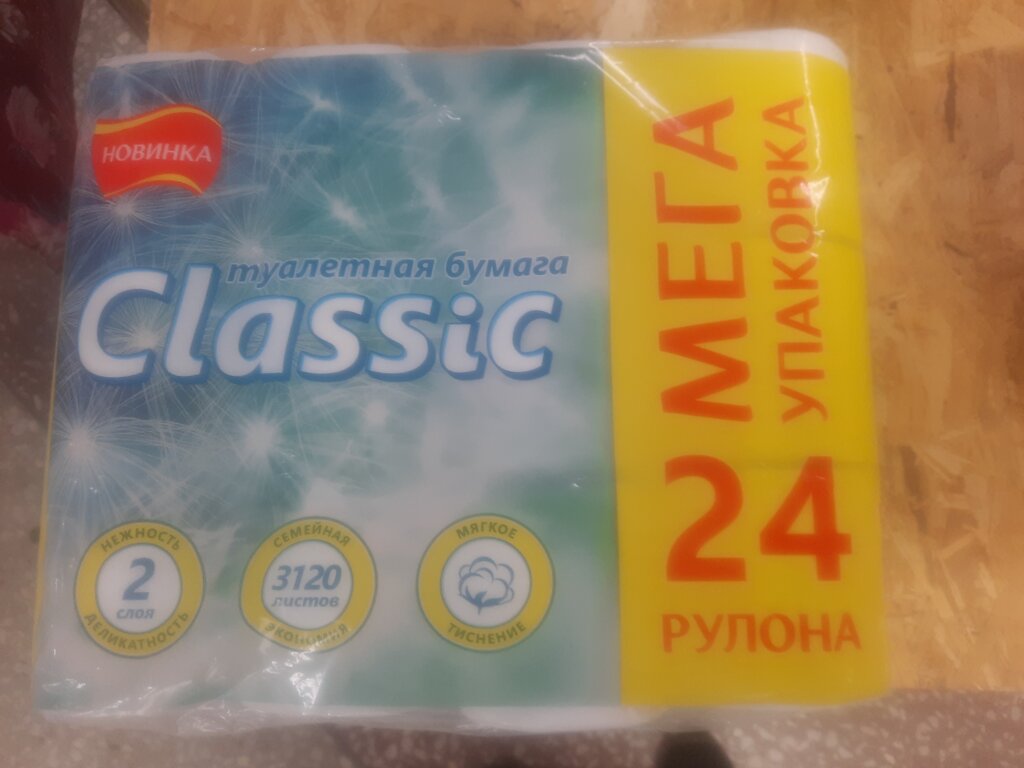 НОВИНКА
туалетная бумага
Classic
НЕЖНОСТЬ
2
слоя
ДЕЛИКАТНОСТЬ
СЕМЕЙНАЯ
3120
листов
ЭКОНОМИЯ
МЯГКОЕ
ТИСНЕНИЕ
МЕГА
УПАКОВКА
24
РУЛОНА